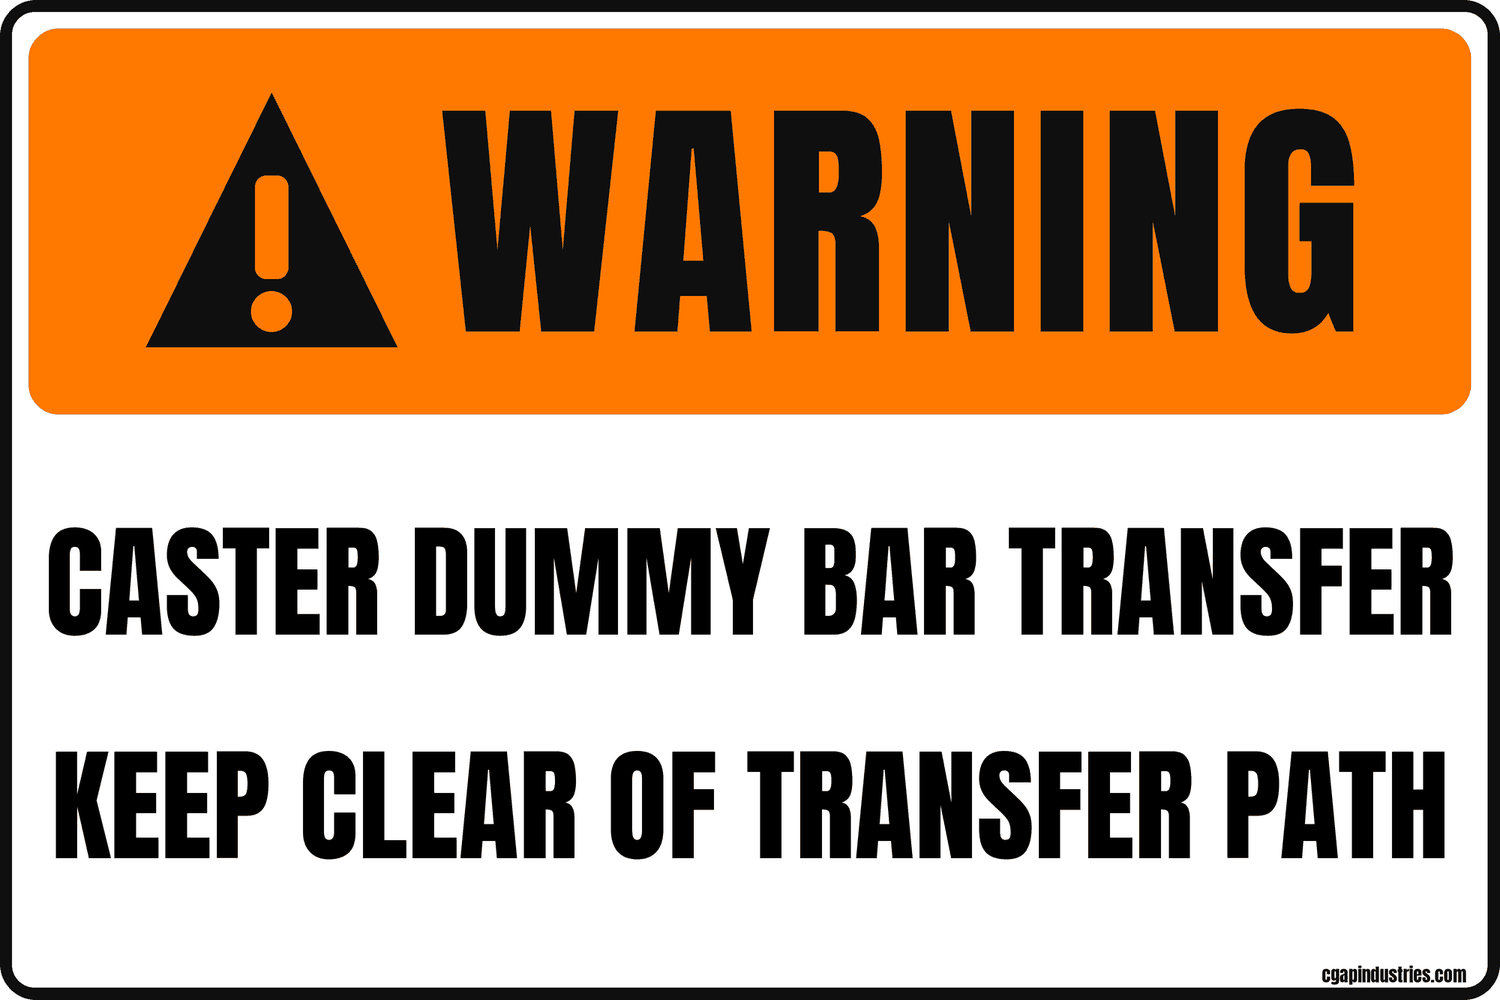 WARNING
CASTER DUMMY BAR TRANSFER
KEEP CLEAR OF TRANSFER PATH
cgapindustries.com